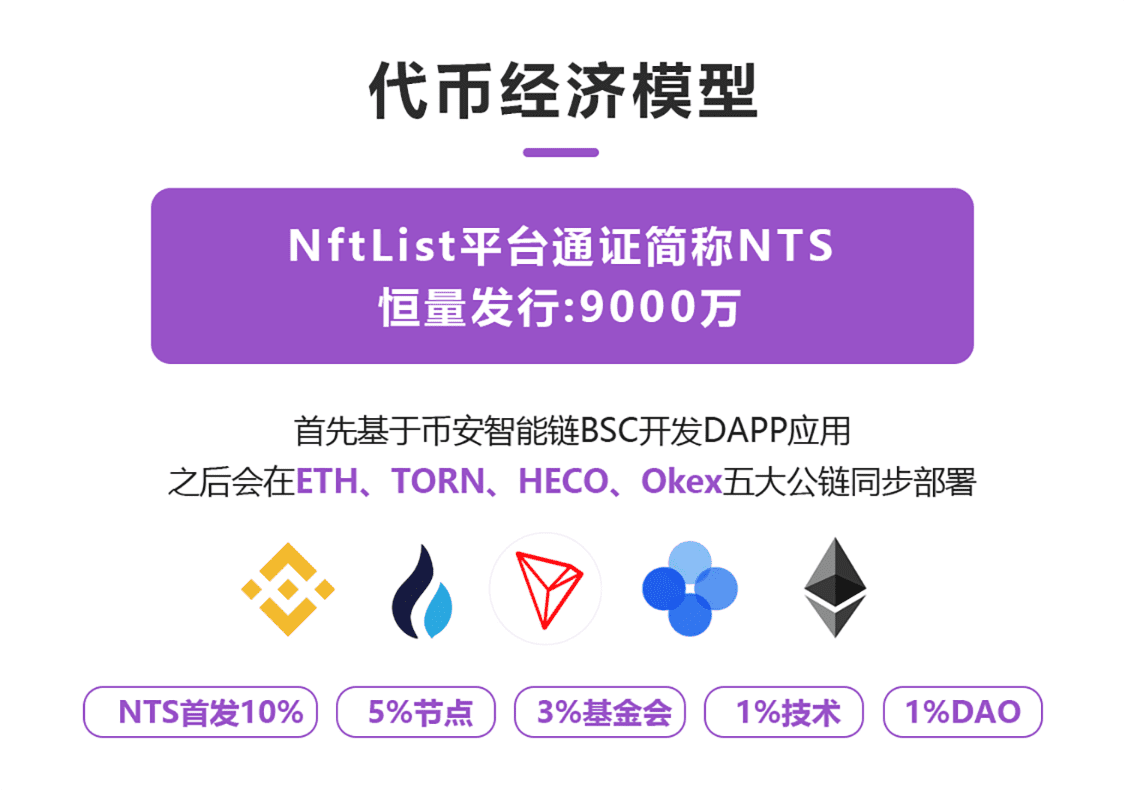 代币经济模型
NftList平台通证简称NTS
恒量发行:9000万
首先基于币安智能链BSC开发DAPP应用
之后会在ETH、TORN、HECO、Okex五大公链同步部署
NTS首发10% 5%节点 3%基金会 1%技术 1%DAO